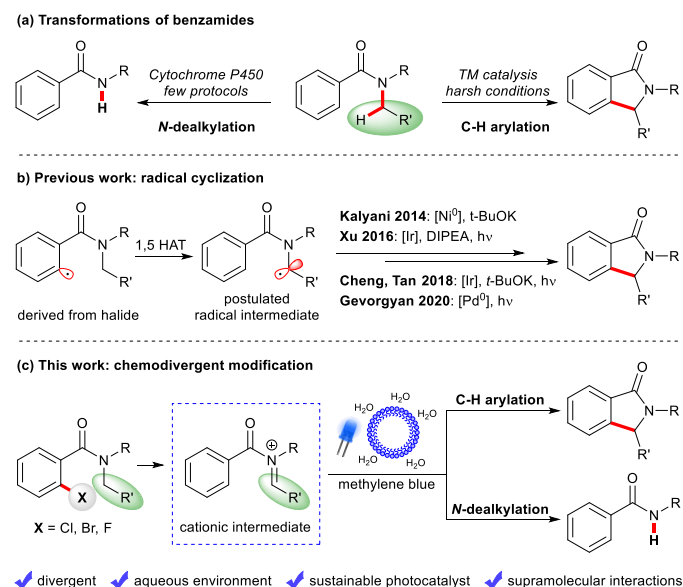 (a) Transformations of benzamides
O
N
R
H
Cytochrome P450
few protocols
N-dealkylation
O
N
R
H
R'
TM catalysis
harsh conditions
C-H arylation
O
N
R
R'
b) Previous work: radical cyclization
O
N
R
R'
derived from halide
1,5 HAT
O
N
R
R'
postulated
radical intermediate
Kalyani 2014: [Ni⁰], t-BuOK
Xu 2016: [Ir], DIPEA, hν
Cheng, Tan 2018: [Ir], t-BuOK, hν
Gevorgyan 2020: [Pd⁰], hν
O
N
R
R'
(c) This work: chemodivergent modification
O
N
R
X
R'
X = Cl, Br, F
O
⊕
N
R
R'
cationic intermediate
H₂O
H₂O
H₂O
H₂O
H₂O
methylene blue
C-H arylation
O
N
R
R'
N-dealkylation
O
N
R
H
divergent aqueous environment sustainable photocatalyst supramolecular interactions